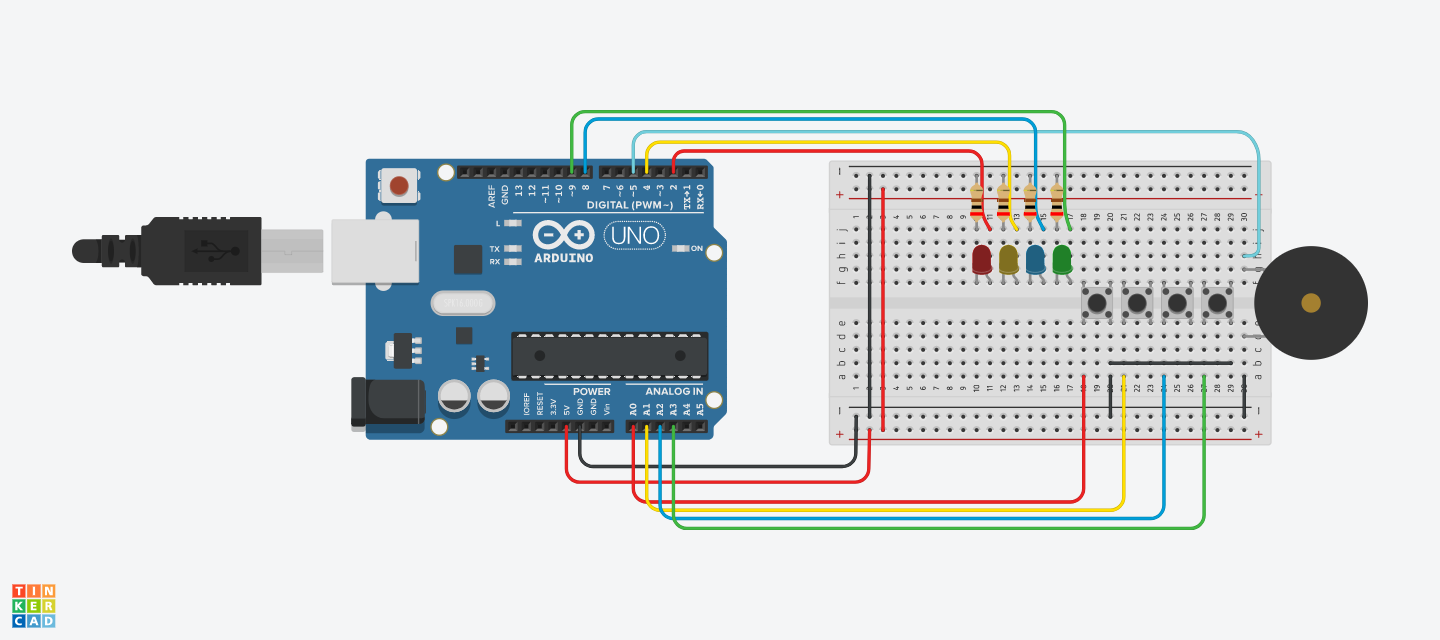 AREF
GND
13
12
~11
~10
~9
8
7
~6
~5
4
~3
2
TX→1
RX←0
DIGITAL (PWM~)
L
TX
RX
ARDUINO
UNO
ON
POWER
ANALOG IN
IOREF
RESET
3.3V
5V
GND
GND
Vin
A0
A1
A2
A3
A4
A5
- +
1 2 3 4 5 6 7 8 9 10 11 12 13 14 15 16 17 18 19 20 21 22 23 24 25 26 27 28 29 30
j
i
h
g
f
e
d
c
b
a
- +
TIN
KER
CAD